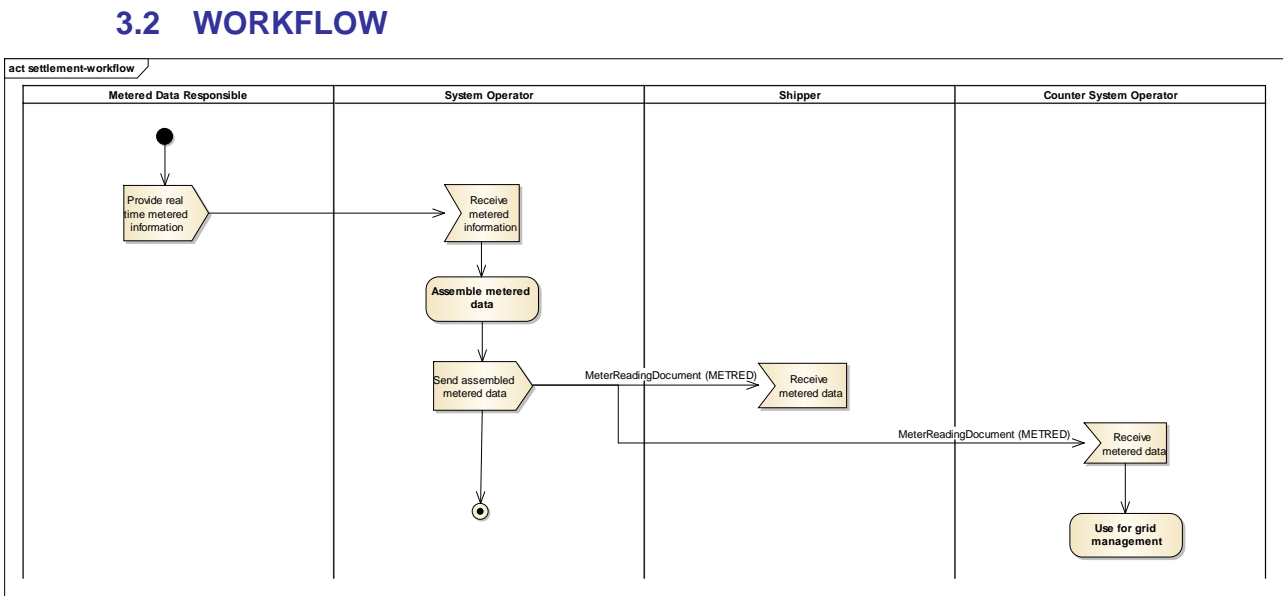 3.2 WORKFLOW
act settlement-workflow
Metered Data Responsible
System Operator
Shipper
Counter System Operator
Provide real
time metered
information
Receive
metered
information
Assemble metered
data
Send assembled
metered data
MeterReadingDocument (METRED)
Receive
metered data
MeterReadingDocument (METRED)
Receive
metered data
Use for grid
management